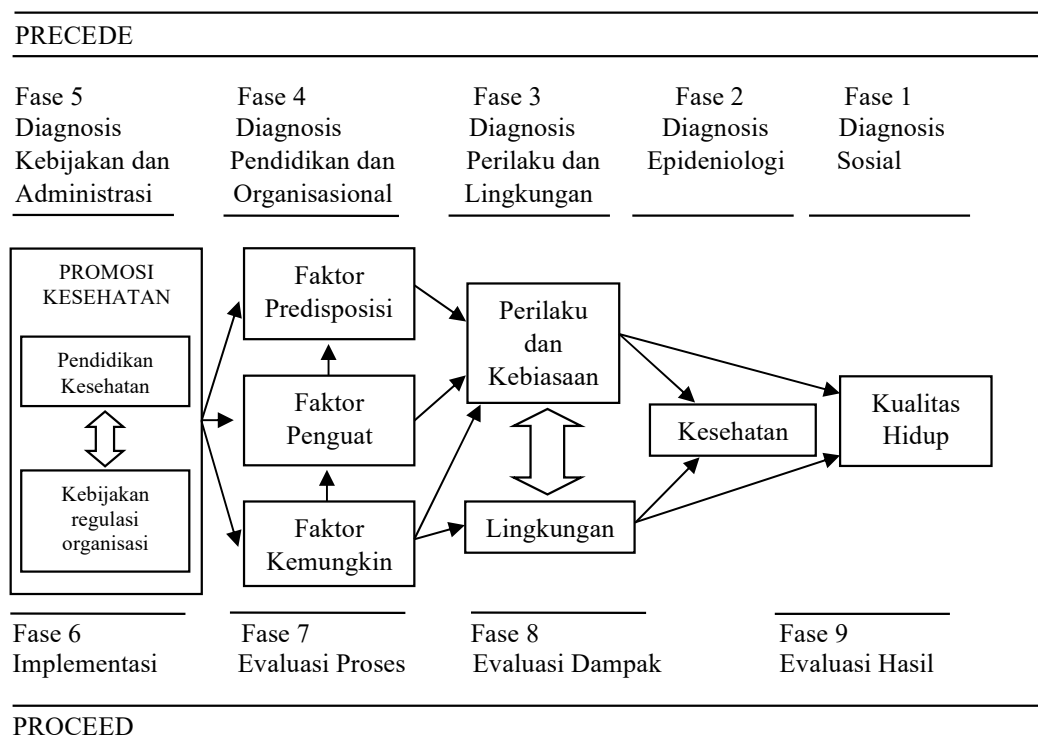 PRECEDE
Fase 5
Diagnosis
Kebijakan dan
Administrasi
Fase 4
Diagnosis
Pendidikan dan
Organisasional
Fase 3
Diagnosis
Perilaku dan
Lingkungan
Fase 2
Diagnosis
Epideniologi
Fase 1
Diagnosis
Sosial
PROMOSI
KESEHATAN
Pendidikan
Kesehatan
Kebijakan
regulasi
organisasi
Faktor
Predisposisi
Faktor
Penguat
Faktor
Kemungkin
Perilaku
dan
Kebiasaan
Lingkungan
Kesehatan
Kualitas
Hidup
Fase 6
Implementasi
Fase 7
Evaluasi Proses
Fase 8
Evaluasi Dampak
Fase 9
Evaluasi Hasil
PROCEED